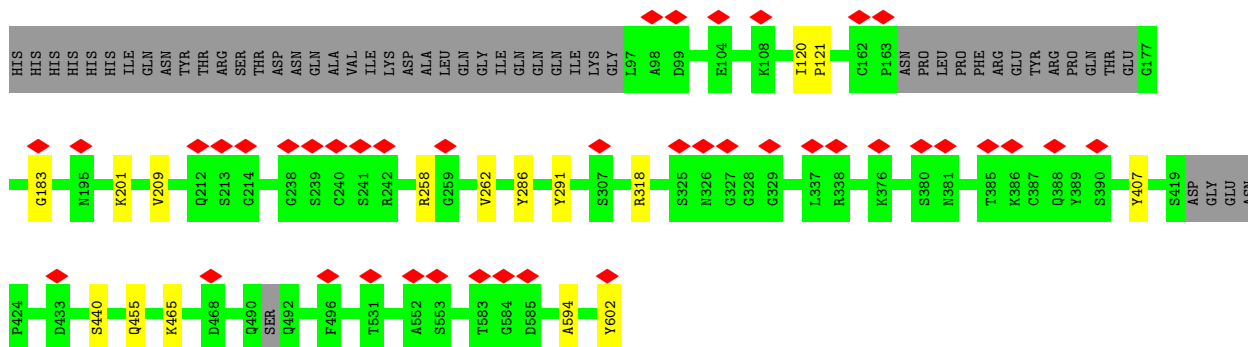 HIS HIS HIS HIS HIS HIS ILE GLN ASN TYR THR ARG SER THR ASP ASN GLN ALA VAL ILE LYS ASP ALA LEU GLN GLY ILE GLN GLN GLN ILE LYS GLY L97 A98 D99 E104 K108 I120 P121 C162 P163 ASN PRO LEU PRO PHE ARG GLU TYR ARG PRO GLN THR GLU G177
G183 N195 K201 V209 Q212 S213 G214 G238 S239 C240 S241 R242 R258 G259 V262 Y286 Y291 S307 R318 S325 N326 G327 G328 G329 L337 R338 K376 S380 N381 T385 K386 C387 Q388 Y389 S390 Y407 S419 ASP GLY GLU ASN
P424 D433 S440 Q455 K465 D468 Q490 SER Q492 F496 T531 A552 S553 T583 G584 D585 A594 Y602